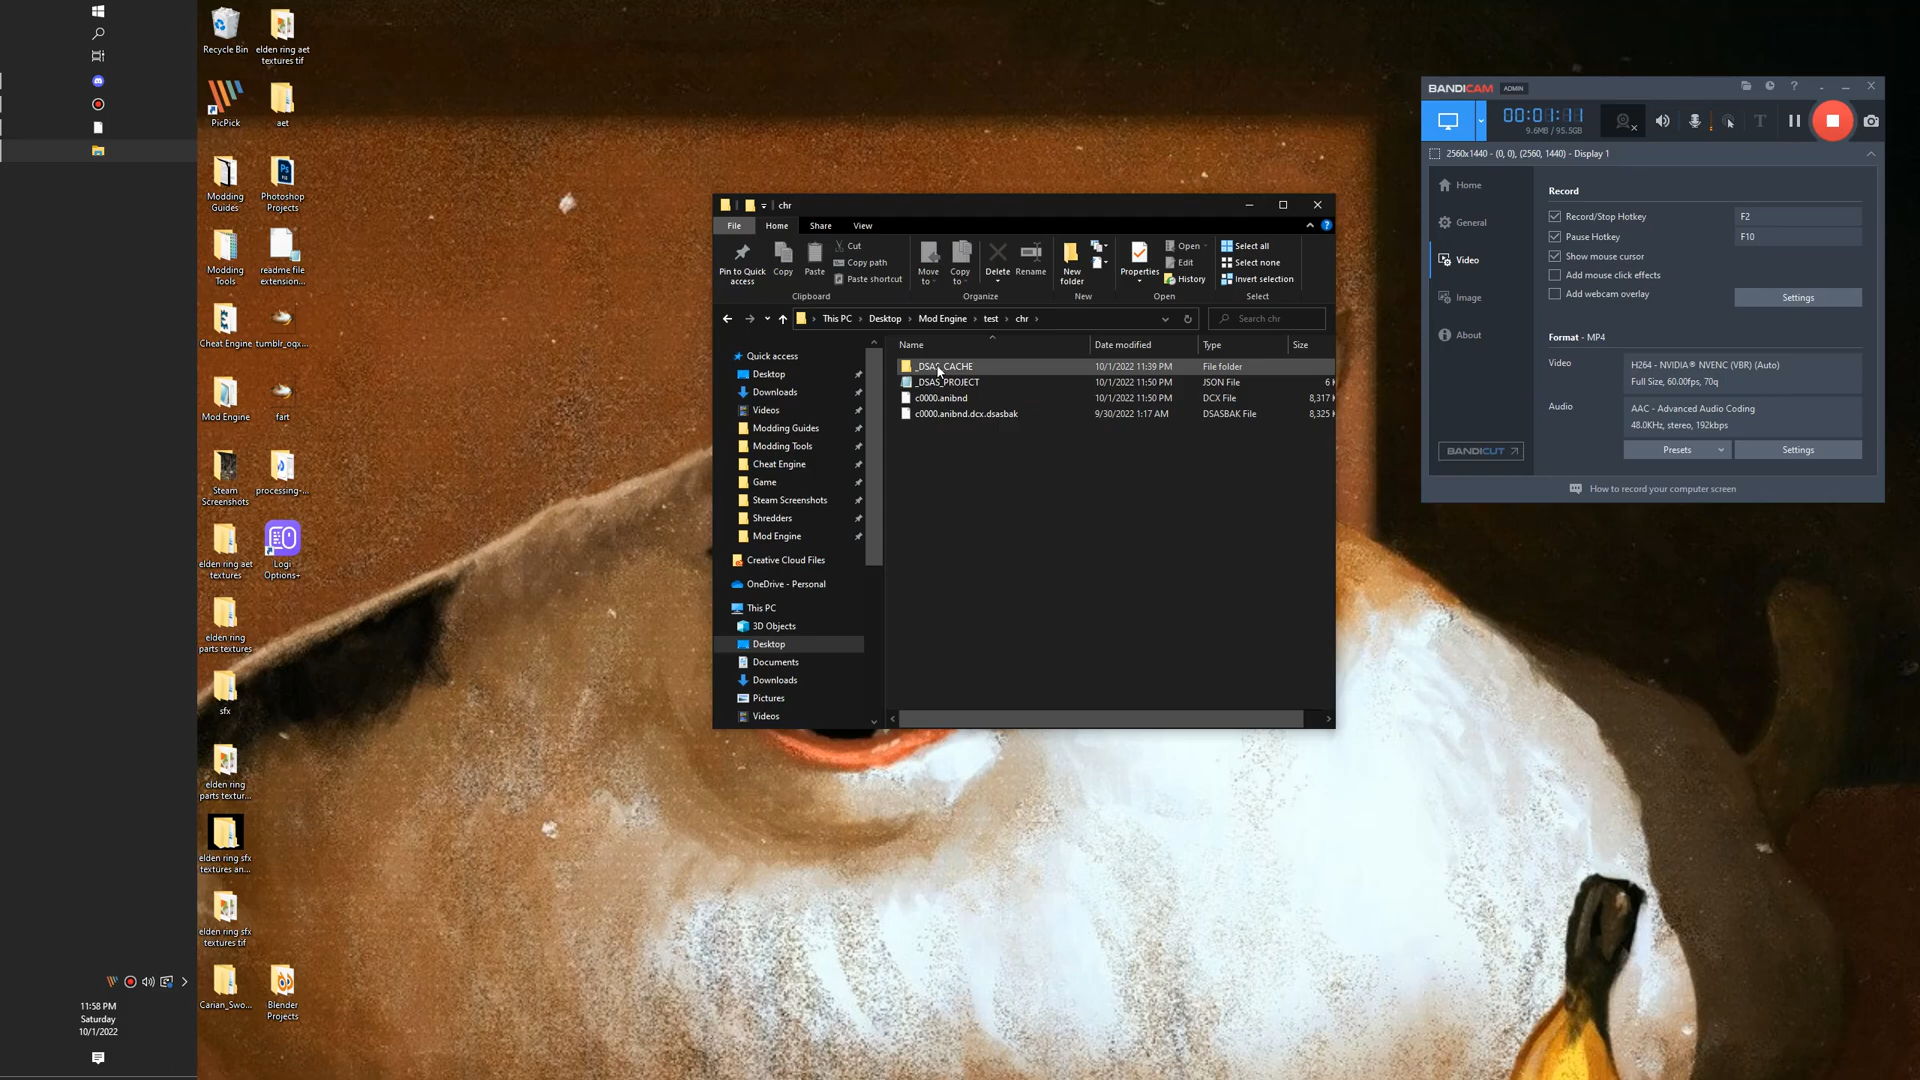 Recycle Bin
elden ring aet
textures tif
PicPick
aet
Modding
Guides
Photoshop
Projects
Modding
Tools
readme file
extension...
Cheat Engine
tumblr_oqx...
Mod Engine
fart
Steam
Screenshots
processing-...
elden ring aet
textures
Logi
Options+
elden ring
parts textures
sfx
elden ring
parts textur...
elden ring sfx
textures an...
elden ring sfx
textures tif
Carian_Swo...
Blender
Projects
11:58 PM
Saturday
10/1/2022
chr
File
Home
Share
View
Pin to Quick
access
Copy
Paste
Cut
Copy path
Paste shortcut
Move
to
Copy
to
Delete
Rename
New
folder
Properties
Open
Edit
History
Select all
Select none
Invert selection
Clipboard
Organize
New
Open
Select
This PC
Desktop
Mod Engine
test
chr
Search chr
Name
Date modified
Type
Size
_DSAS_CACHE
10/1/2022 11:39 PM
File folder
_DSAS_PROJECT
10/1/2022 11:50 PM
JSON File
6
c0000.anibnd
10/1/2022 11:50 PM
DCX File
8,317
c0000.anibnd.dcx.dsasbak
9/30/2022 1:17 AM
DSASBAK File
8,325
Quick access
Desktop
Downloads
Videos
Modding Guides
Modding Tools
Cheat Engine
Game
Steam Screenshots
Shredders
Mod Engine
Creative Cloud Files
OneDrive - Personal
This PC
3D Objects
Desktop
Documents
Downloads
Pictures
Videos
BANDICAM
ADMIN
00:01:11
9.6MB / 95.5GB
2560x1440 - (0, 0), (2560, 1440) - Display 1
Home
General
Video
Image
About
BANDICUT
Record
Record/Stop Hotkey
F2
Pause Hotkey
F10
Show mouse cursor
Add mouse click effects
Add webcam overlay
Settings
Format - MP4
Video
H264 - NVIDIA® NVENC (VBR) (Auto)
Full Size, 60.00fps, 70q
Audio
AAC - Advanced Audio Coding
48.0KHz, stereo, 192kbps
Presets
Settings
How to record your computer screen